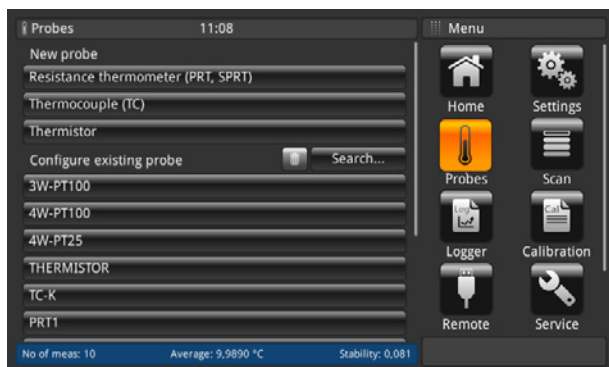 Probes 11:08
New probe
Resistance thermometer (PRT, SPRT)
Thermocouple (TC)
Thermistor
Configure existing probe Search...
3W-PT100
4W-PT100
4W-PT25
THERMISTOR
TC-K
PRT1
No of meas: 10 Average: 9,9890 °C Stability: 0,081
Menu
Home Settings
Probes Scan
Log Cal
Logger Calibration
Remote Service